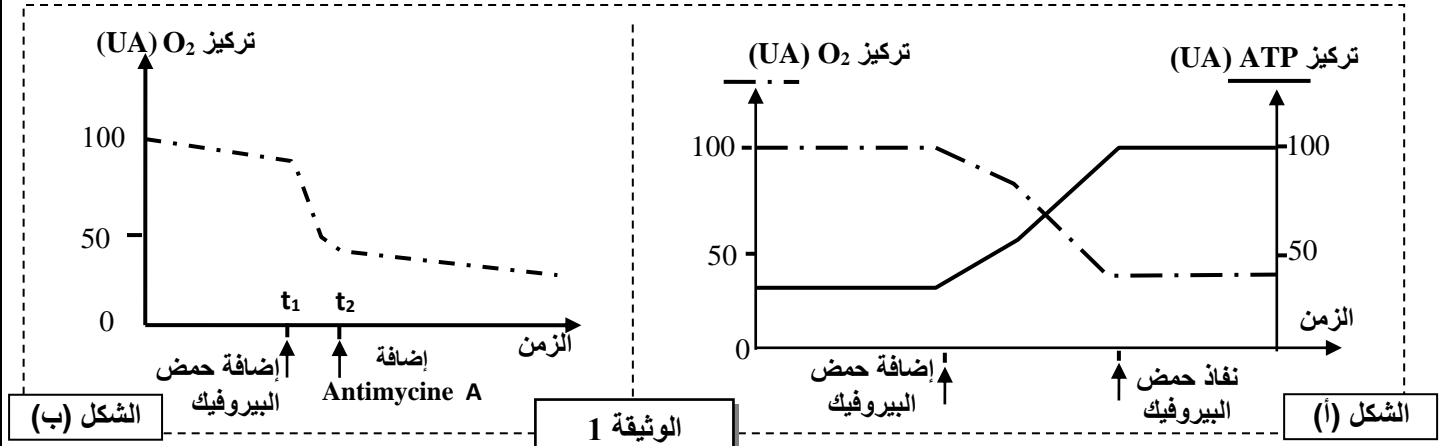 تركيز ATP (UA)
تركيز O₂ (UA)
100
100
50
50
0
الزمن
إضافة حمض
البيروفيك
نفاذ حمض
البيروفيك
الشكل (أ)
تركيز O₂ (UA)
100
50
0
t₁
t₂
الزمن
إضافة حمض
البيروفيك
إضافة
Antimycine A
الشكل (ب)
الوثيقة 1